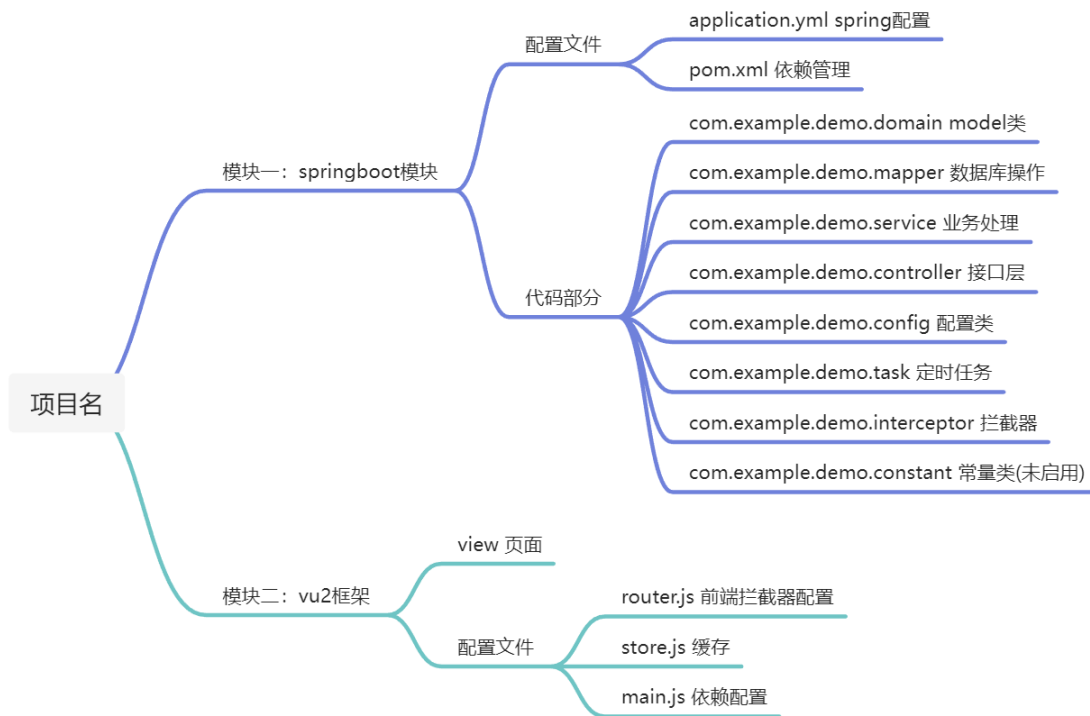 项目名
模块一：springboot模块
配置文件
application.yml spring配置
pom.xml 依赖管理
代码部分
com.example.demo.domain model类
com.example.demo.mapper 数据库操作
com.example.demo.service 业务处理
com.example.demo.controller 接口层
com.example.demo.config 配置类
com.example.demo.task 定时任务
com.example.demo.interceptor 拦截器
com.example.demo.constant 常量类(未启用)
模块二：vu2框架
view 页面
配置文件
router.js 前端拦截器配置
store.js 缓存
main.js 依赖配置